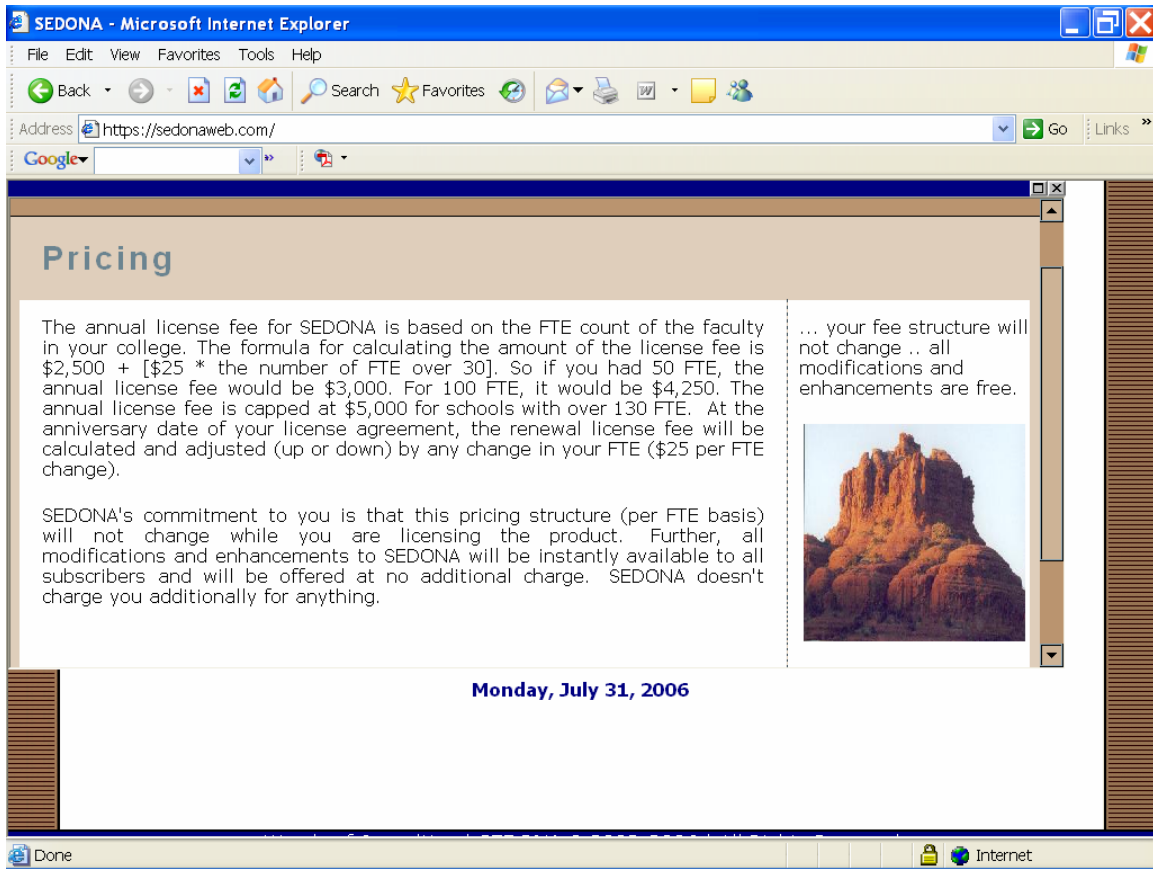 SEDONA - Microsoft Internet Explorer
File Edit View Favorites Tools Help
Back Search Favorites
Address https://sedonaweb.com/ Go Links »
Google
Pricing
The annual license fee for SEDONA is based on the FTE count of the faculty
in your college. The formula for calculating the amount of the license fee is
$2,500 + [$25 * the number of FTE over 30]. So if you had 50 FTE, the
annual license fee would be $3,000. For 100 FTE, it would be $4,250. The
annual license fee is capped at $5,000 for schools with over 130 FTE. At the
anniversary date of your license agreement, the renewal license fee will be
calculated and adjusted (up or down) by any change in your FTE ($25 per FTE
change).
SEDONA's commitment to you is that this pricing structure (per FTE basis)
will not change while you are licensing the product. Further, all
modifications and enhancements to SEDONA will be instantly available to all
subscribers and will be offered at no additional charge. SEDONA doesn't
charge you additionally for anything.
... your fee structure will
not change .. all
modifications and
enhancements are free.
Monday, July 31, 2006
Done Internet